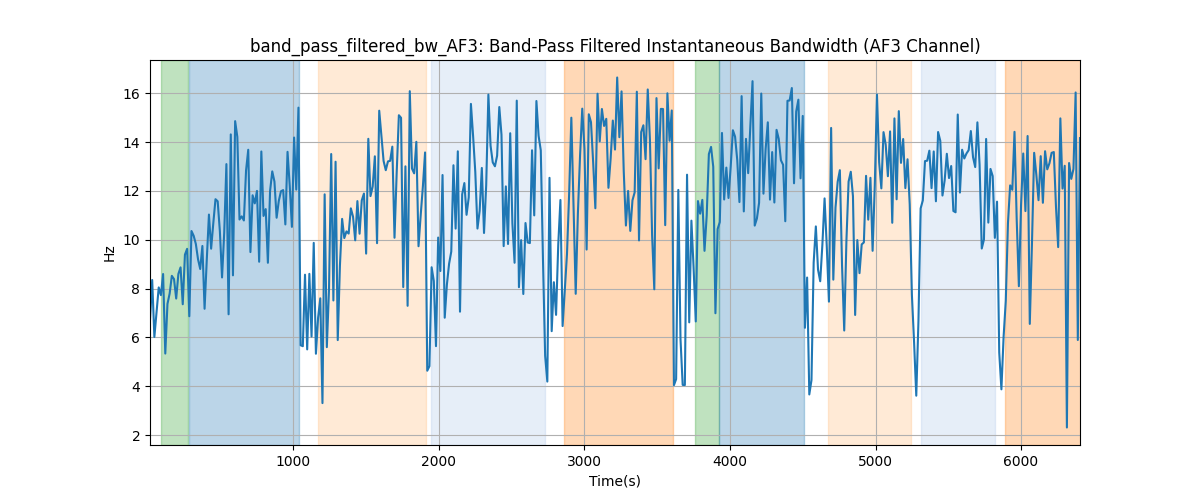 band_pass_filtered_bw_AF3: Band-Pass Filtered Instantaneous Bandwidth (AF3 Channel)
Hz
16
14
12
10
8
6
4
2
1000 2000 3000 4000 5000 6000
Time(s)